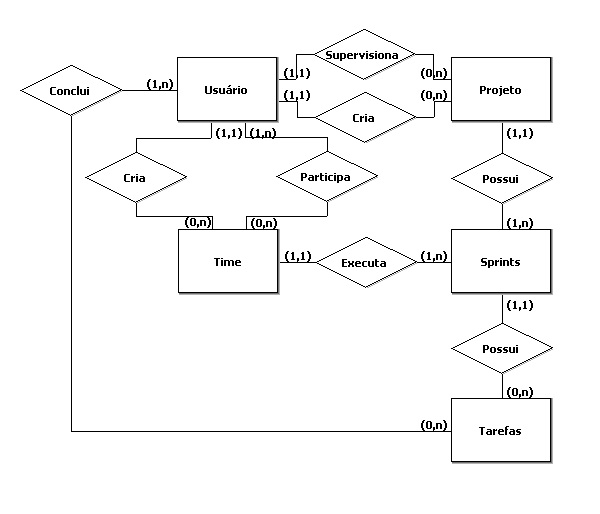 Supervisiona
(1,1)
(0,n)
Conclui
(1,n)
Usuário
Projeto
(1,1)
(0,n)
Cria
(1,1)
(1,n)
(1,1)
Cria
Participa
Possui
(0,n)
(0,n)
(1,n)
Time
(1,1)
Executa
(1,n)
Sprints
(1,1)
Possui
(0,n)
(0,n)
Tarefas